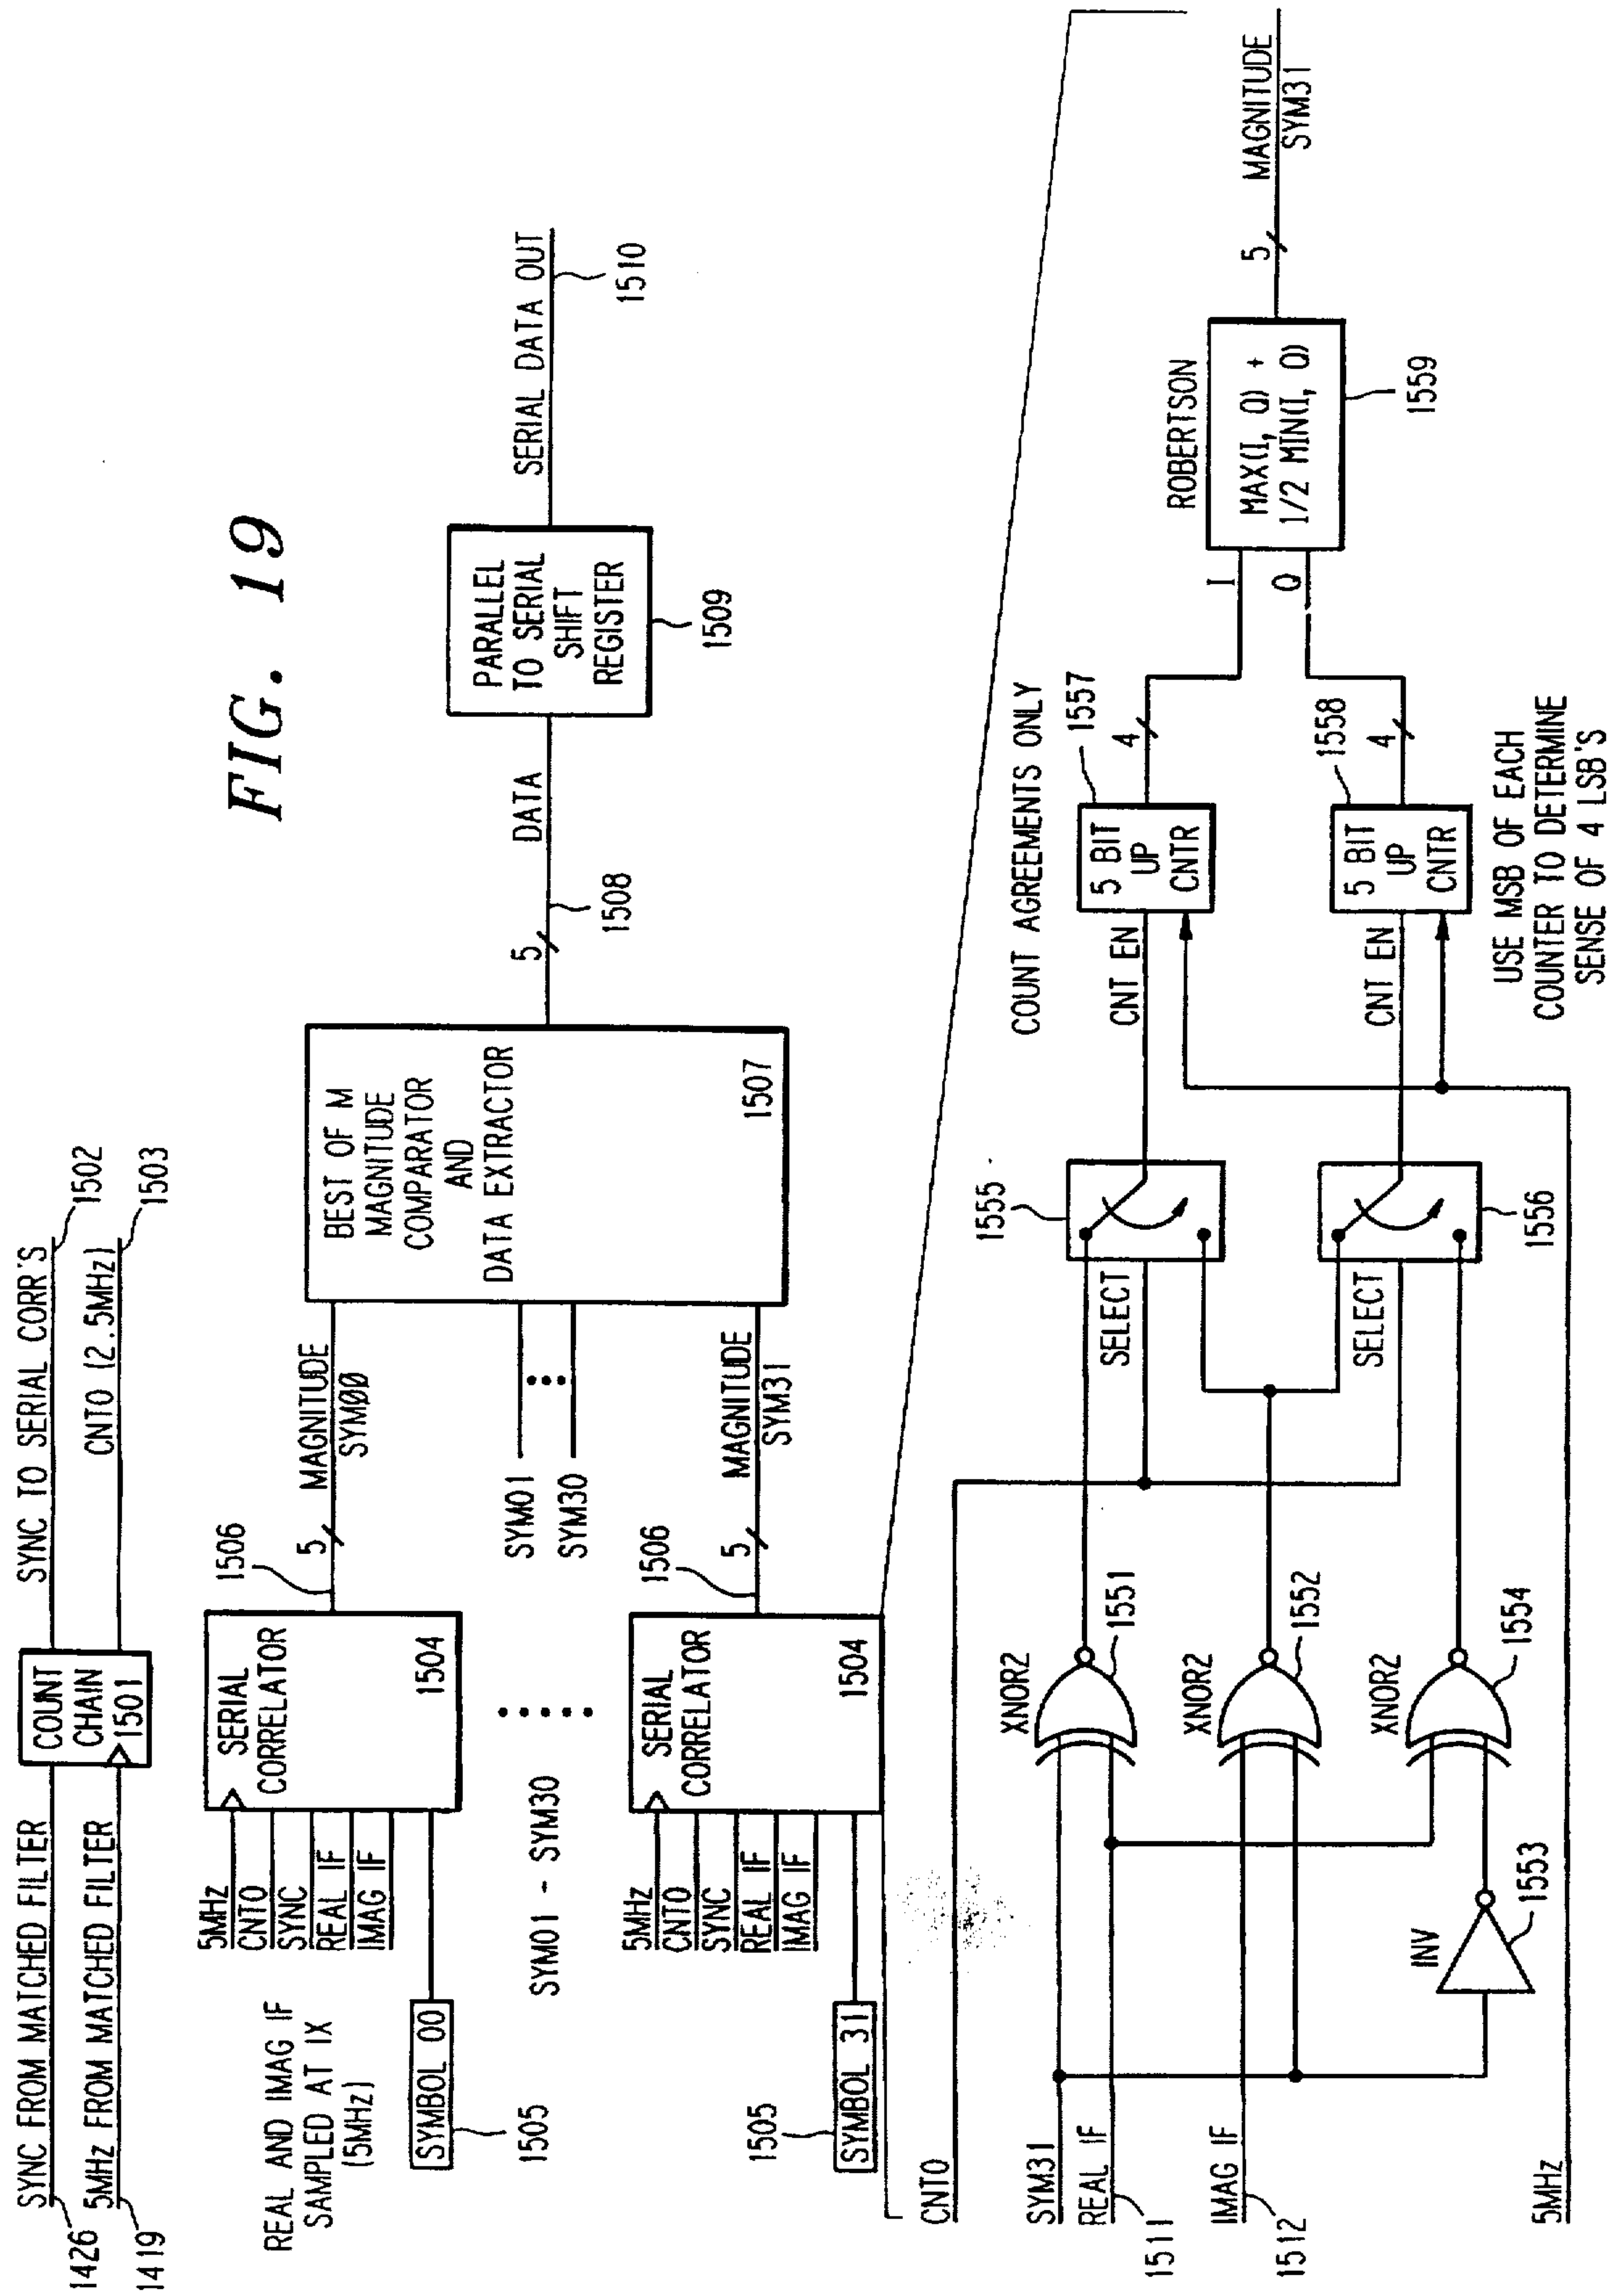 FIG. 19
SYNC FROM MATCHED FILTER
1426
5MHz FROM MATCHED FILTER
1419
COUNT
CHAIN
1501
SYNC TO SERIAL CORR'S
1502
CNT0 (2.5MHz)
1503
REAL AND IMAG IF
SAMPLED AT 1X
(5MHz)
5MHz
CNT0
SYNC
REAL IF
IMAG IF
SYMBOL 00
1505
SERIAL
CORRELATOR
1504
1506
5
MAGNITUDE
SYM00
SYM01 - SYM30
SYM01
SYM30
5MHz
CNT0
SYNC
REAL IF
IMAG IF
SYMBOL 31
1505
SERIAL
CORRELATOR
1504
1506
5
MAGNITUDE
SYM31
BEST OF M
MAGNITUDE
COMPARATOR
AND
DATA EXTRACTOR
1507
5
1508
DATA
PARALLEL
TO SERIAL
SHIFT
REGISTER
1509
SERIAL DATA OUT
1510
CNT0
SYM31
REAL IF
1511
IMAG IF
1512
5MHz
INV
1553
XNOR2
1551
XNOR2
1552
XNOR2
1554
SELECT
1555
SELECT
1556
COUNT AGREEMENTS ONLY
CNT EN
5 BIT
UP
CNTR
1557
4
CNT EN
5 BIT
UP
CNTR
1558
4
USE MSB OF EACH
COUNTER TO DETERMINE
SENSE OF 4 LSB'S
I
Q
ROBERTSON
MAX(I, Q) +
1/2 MIN(I, Q)
1559
5
MAGNITUDE
SYM31